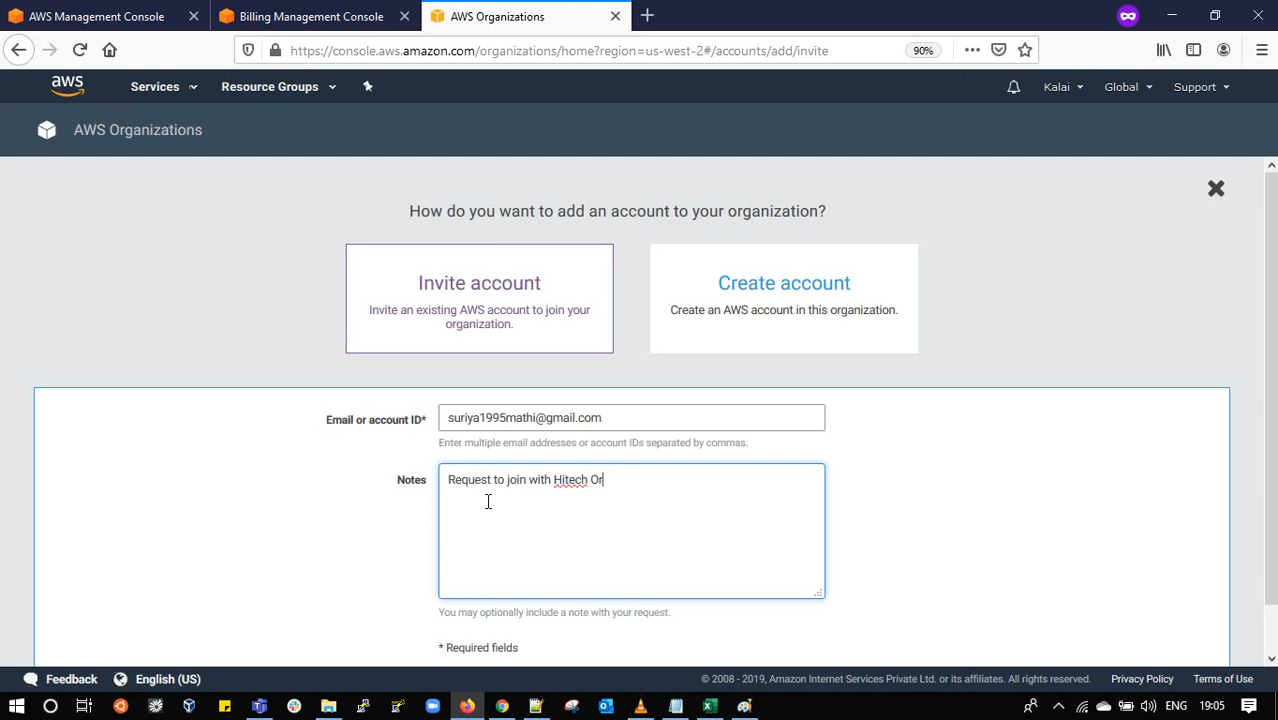 AWS Management Console
Billing Management Console
AWS Organizations
https://console.aws.amazon.com/organizations/home?region=us-west-2#/accounts/add/invite
90%
aws
Services
Resource Groups
Kalai
Global
Support
AWS Organizations
How do you want to add an account to your organization?
Invite account
Invite an existing AWS account to join your
organization.
Create account
Create an AWS account in this organization.
Email or account ID*
suriya1995mathi@gmail.com
Enter multiple email addresses or account IDs separated by commas.
Notes
Request to join with Hitech Or
You may optionally include a note with your request.
* Required fields
Feedback
English (US)
© 2008 - 2019, Amazon Internet Services Private Ltd. or its affiliates. All rights reserved.
Privacy Policy
Terms of Use
ENG
19:05